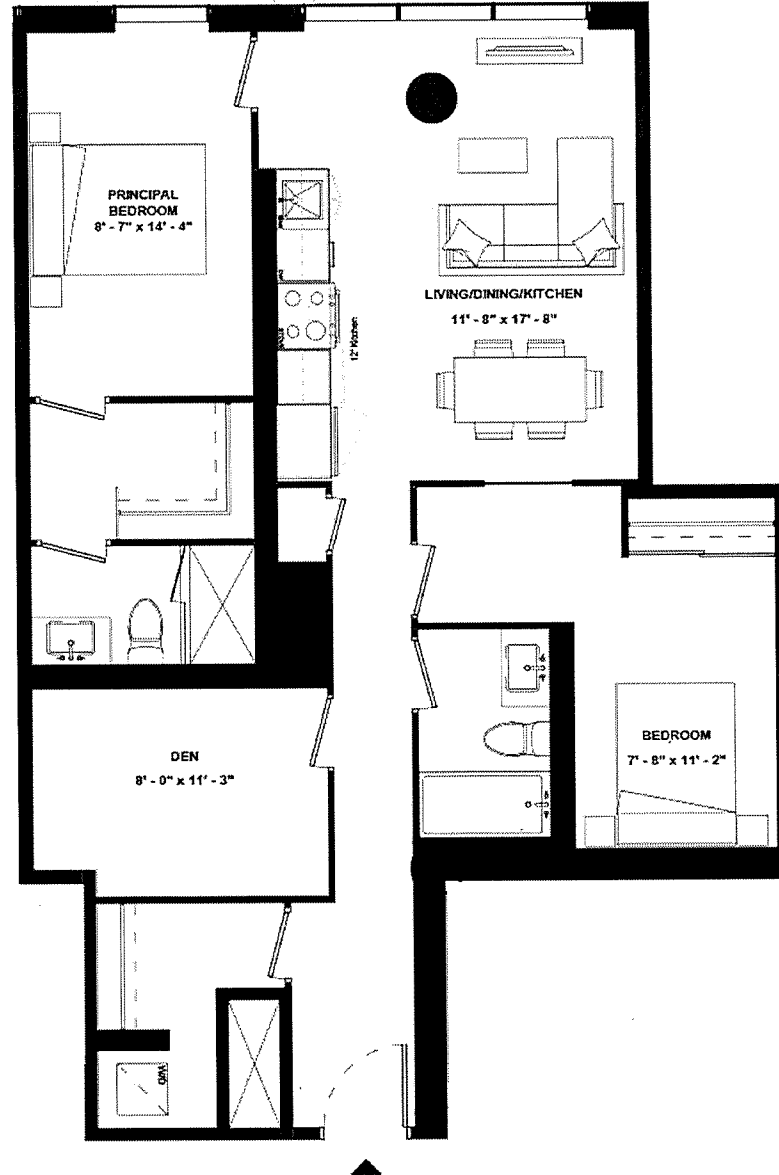 PRINCIPAL
BEDROOM
8' - 7" x 14' - 4"
LIVING/DINING/KITCHEN
11' - 8" x 17' - 8"
12' Kitchen
BEDROOM
7' - 8" x 11' - 2"
DEN
8' - 0" x 11' - 3"
W/D